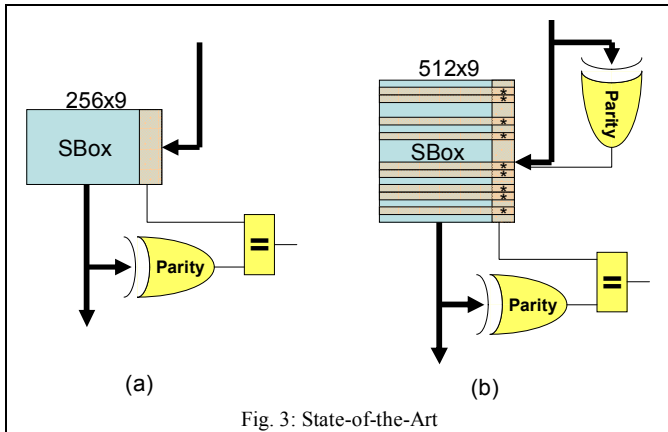 256x9
SBox
Parity
=
(a)
512x9
*
*
*
*
SBox
*
*
*
*
*
Parity
Parity
=
(b)
Fig. 3: State-of-the-Art